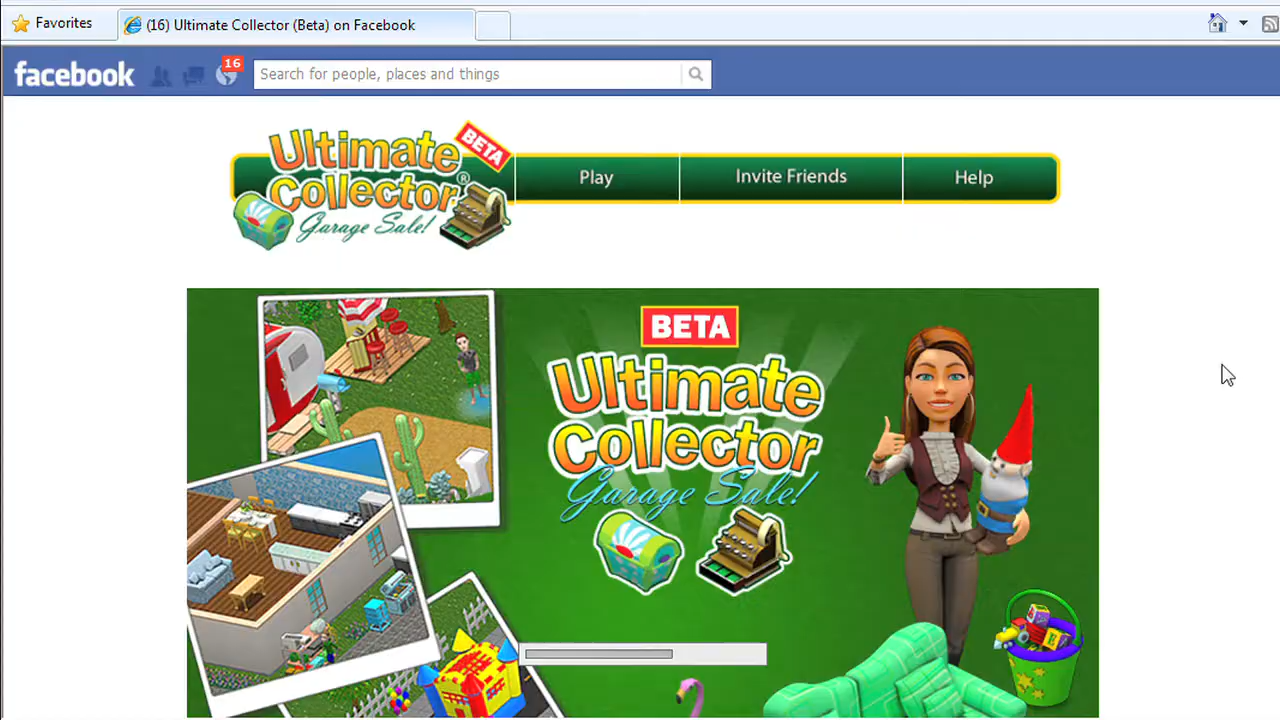 Favorites
(16) Ultimate Collector (Beta) on Facebook
facebook
16
Search for people, places and things
Ultimate
Collector®
Garage Sale!
BETA
Play
Invite Friends
Help
BETA
Ultimate
Collector
Garage Sale!